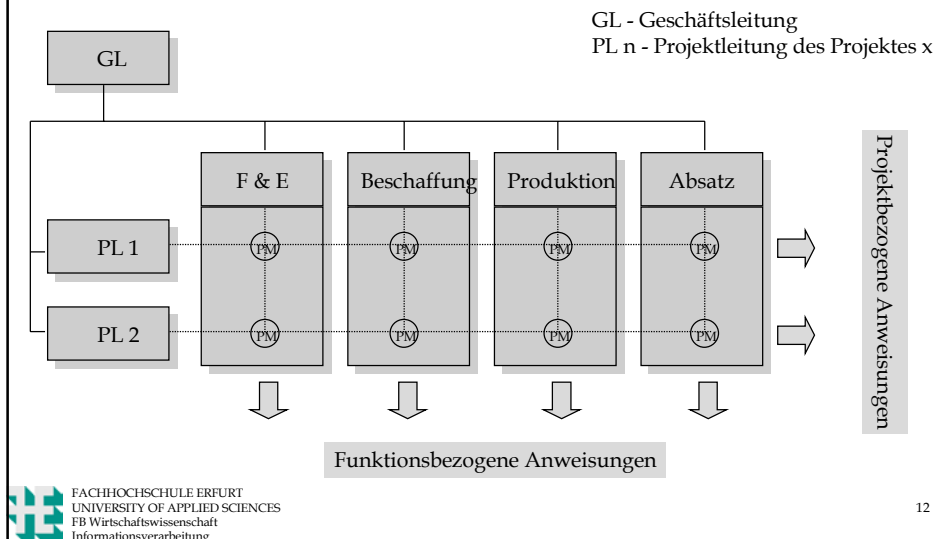 GL - Geschäftsleitung
PL n - Projektleitung des Projektes x
GL
F & E
Beschaffung
Produktion
Absatz
PL 1
PM
PM
PM
PM
PL 2
PM
PM
PM
PM
Projektbezogene Anweisungen
Funktionsbezogene Anweisungen
FACHHOCHSCHULE ERFURT
UNIVERSITY OF APPLIED SCIENCES
FB Wirtschaftswissenschaft
Informationsverarbeitung
12